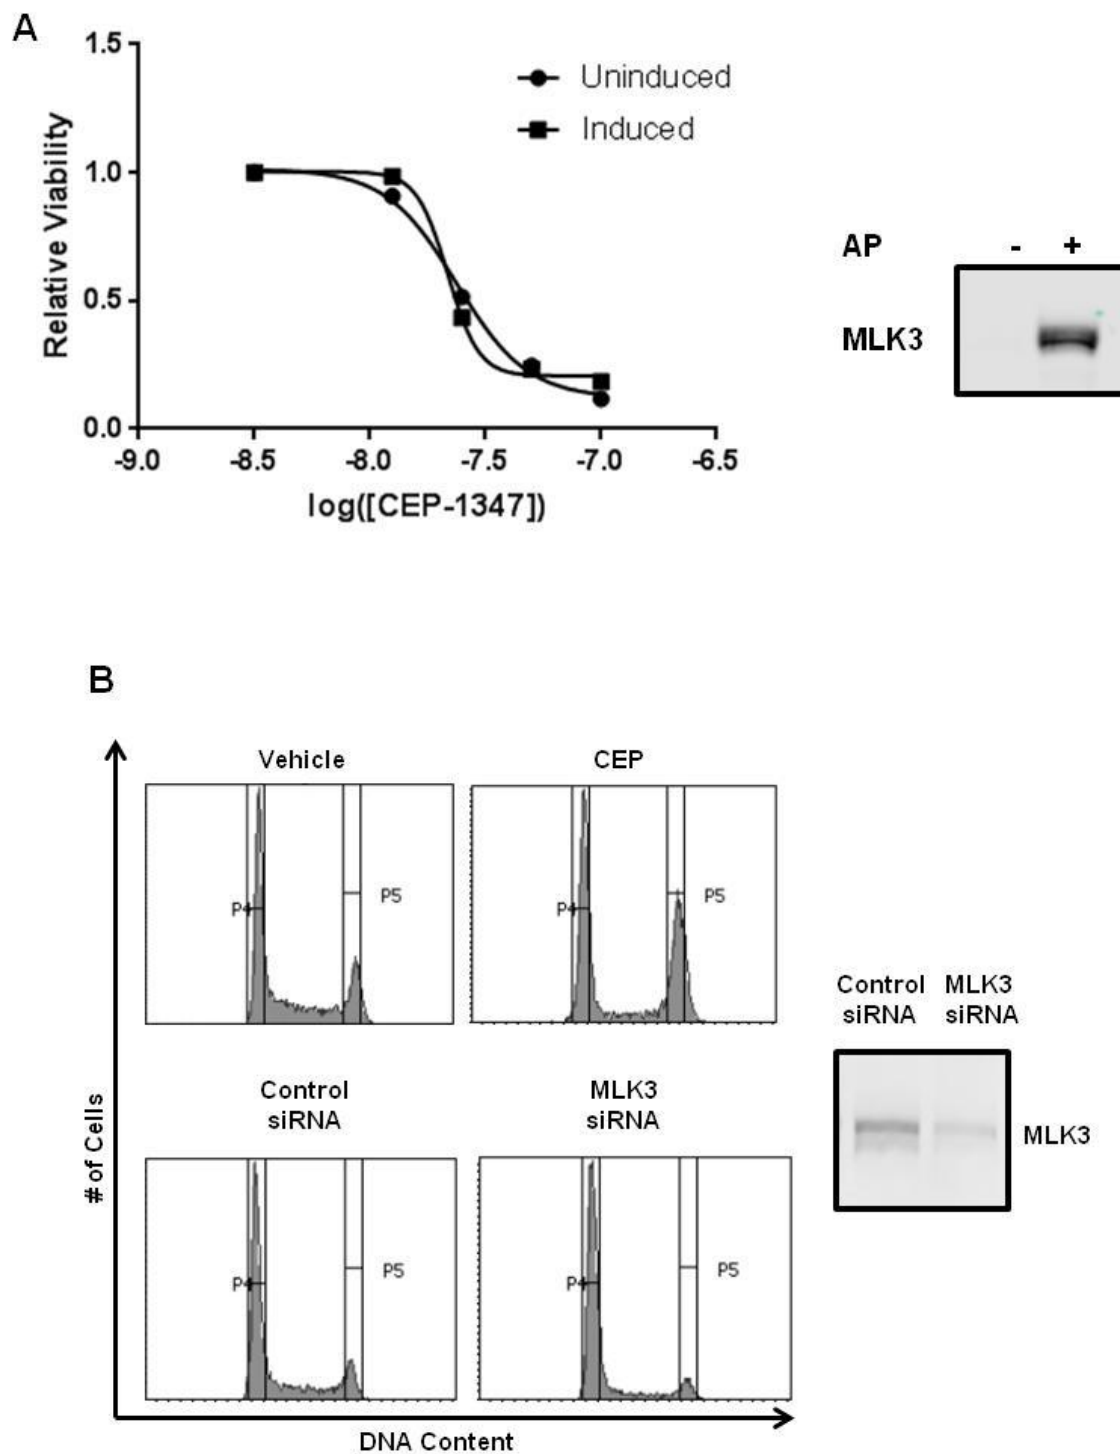 A
1.5
1.0
0.5
0.0
Relative Viability
Uninduced
Induced
-9.0 -8.5 -8.0 -7.5 -7.0 -6.5
log([CEP-1347])
AP - +
MLK3
B
Vehicle CEP
P4 P5 P4 P5
Control siRNA MLK3 siRNA
P4 P5 P4 P5
# of Cells
DNA Content
Control MLK3
siRNA siRNA
MLK3